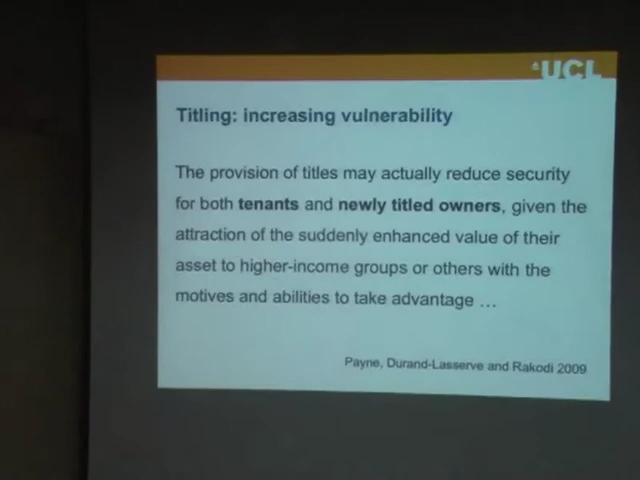 UCL
Titling: increasing vulnerability
The provision of titles may actually reduce security
for both tenants and newly titled owners, given the
attraction of the suddenly enhanced value of their
asset to higher-income groups or others with the
motives and abilities to take advantage …
Payne, Durand-Lasserve and Rakodi 2009